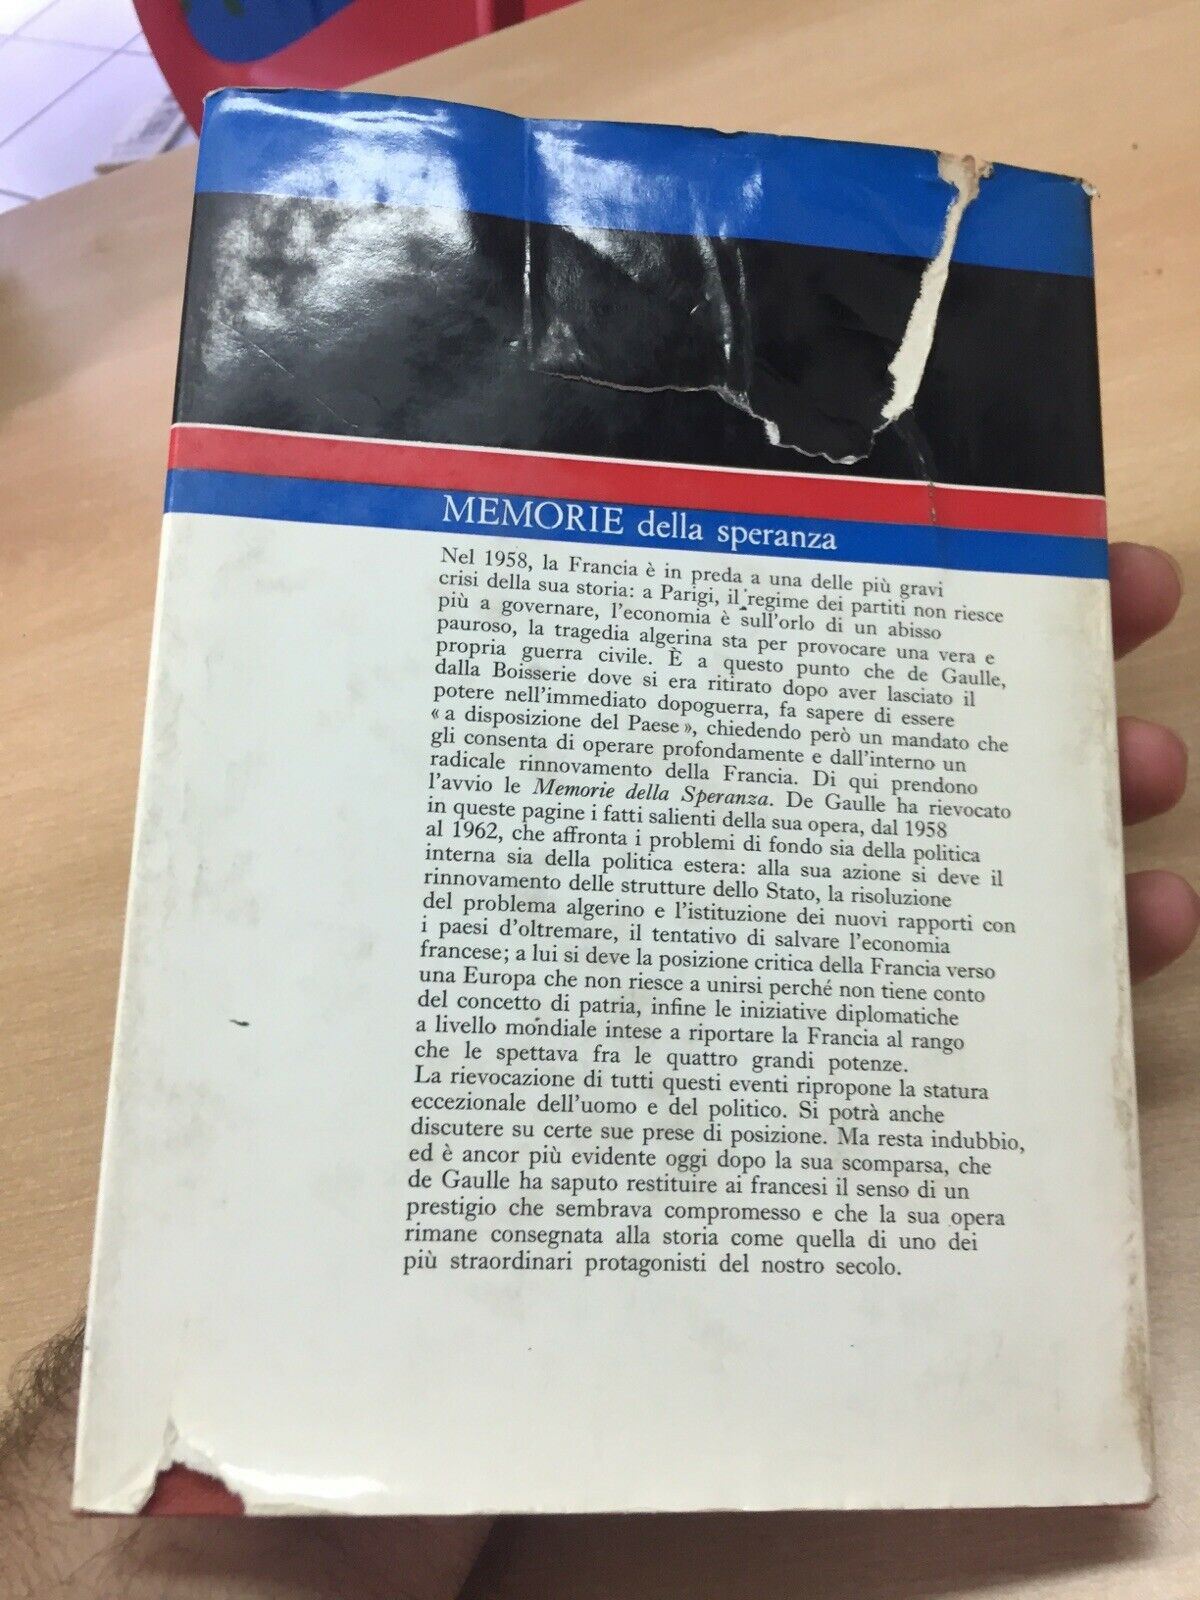 MEMORIE della speranza
Nel 1958, la Francia è in preda a una delle più gravi
crisi della sua storia: a Parigi, il regime dei partiti non riesce
più a governare, l'economia è sull'orlo di un abisso
pauroso, la tragedia algerina sta per provocare una vera e
propria guerra civile. È a questo punto che de Gaulle,
dalla Boisserie dove si era ritirato dopo aver lasciato il
potere nell'immediato dopoguerra, fa sapere di essere
« a disposizione del Paese », chiedendo però un mandato che
gli consenta di operare profondamente e dall'interno un
radicale rinnovamento della Francia. Di qui prendono
l'avvio le Memorie della Speranza. De Gaulle ha rievocato
in queste pagine i fatti salienti della sua opera, dal 1958
al 1962, che affronta i problemi di fondo sia della politica
interna sia della politica estera: alla sua azione si deve il
rinnovamento delle strutture dello Stato, la risoluzione
del problema algerino e l'istituzione dei nuovi rapporti con
i paesi d'oltremare, il tentativo di salvare l'economia
francese; a lui si deve la posizione critica della Francia verso
una Europa che non riesce a unirsi perché non tiene conto
del concetto di patria, infine le iniziative diplomatiche
a livello mondiale intese a riportare la Francia al rango
che le spettava fra le quattro grandi potenze.
La rievocazione di tutti questi eventi ripropone la statura
eccezionale dell'uomo e del politico. Si potrà anche
discutere su certe sue prese di posizione. Ma resta indubbio,
ed è ancor più evidente oggi dopo la sua scomparsa, che
de Gaulle ha saputo restituire ai francesi il senso di un
prestigio che sembrava compromesso e che la sua opera
rimane consegnata alla storia come quella di uno dei
più straordinari protagonisti del nostro secolo.